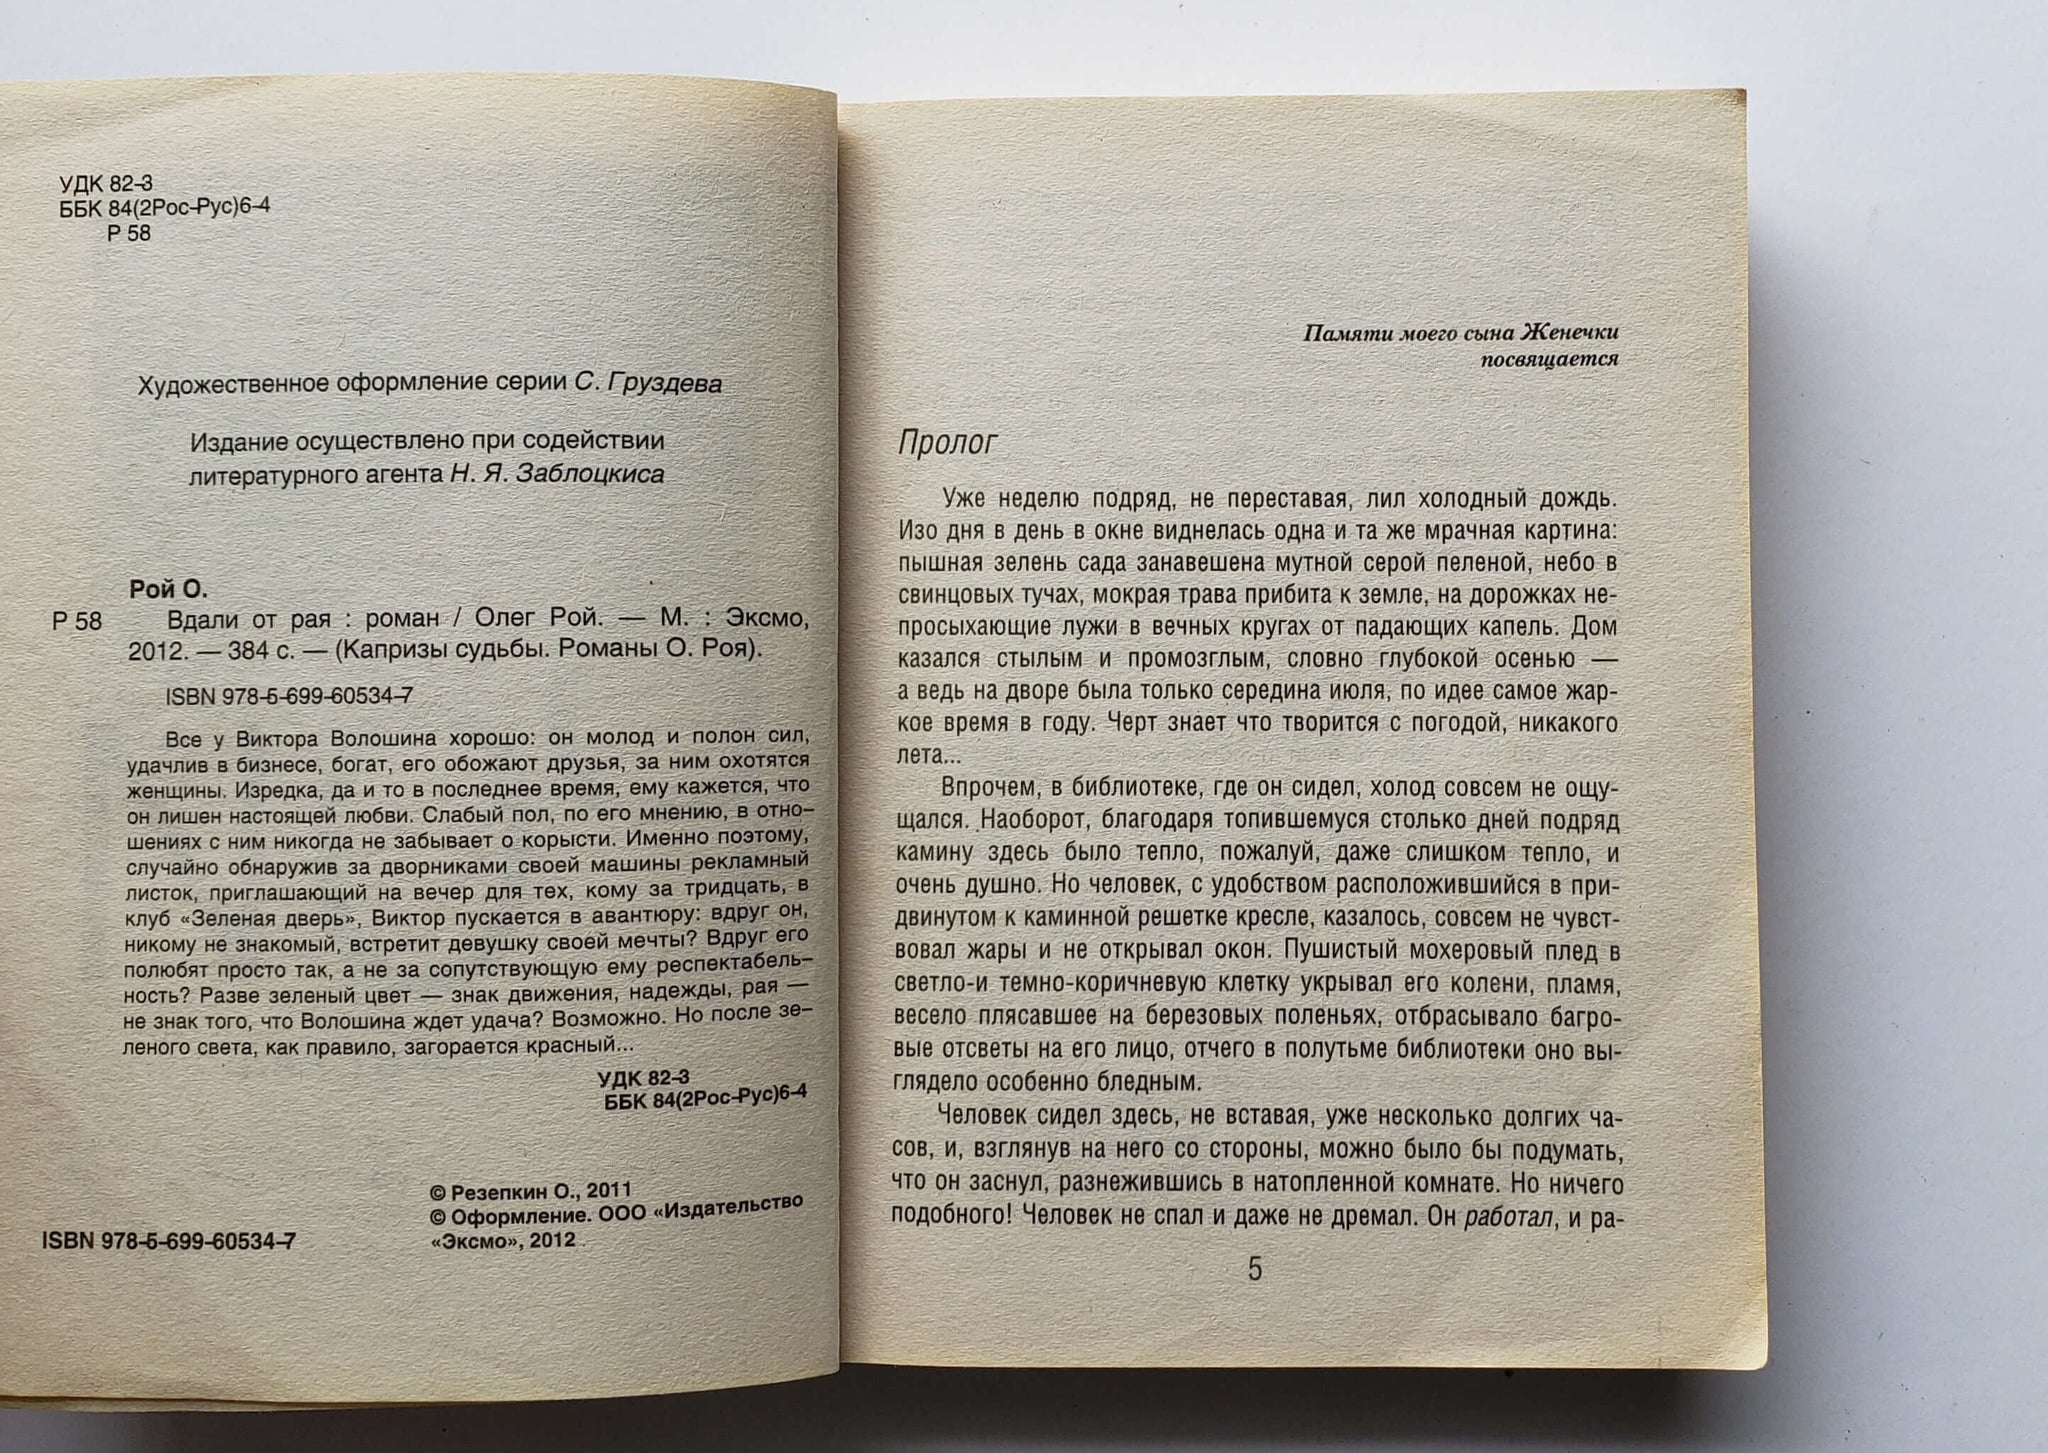 УДК 82-3
ББК 84(2Рос-Рус)6-4
Р 58
Художественное оформление серии С. Груздева
Издание осуществлено при содействии
литературного агента Н. Я. Заблоцкиса
Рой О.
Р 58 Вдали от рая : роман / Олег Рой. — М. : Эксмо,
2012. — 384 с. — (Капризы судьбы. Романы О. Роя).
ISBN 978-5-699-60534-7
Все у Виктора Волошина хорошо: он молод и полон сил,
удачлив в бизнесе, богат, его обожают друзья, за ним охотятся
женщины. Изредка, да и то в последнее время, ему кажется, что
он лишен настоящей любви. Слабый пол, по его мнению, в отно-
шениях с ним никогда не забывает о корысти. Именно поэтому,
случайно обнаружив за дворниками своей машины рекламный
листок, приглашающий на вечер для тех, кому за тридцать, в
клуб «Зеленая дверь», Виктор пускается в авантюру: вдруг он,
никому не знакомый, встретит девушку своей мечты? Вдруг его
полюбят просто так, а не за сопутствующую ему респектабель-
ность? Разве зеленый цвет — знак движения, надежды, рая —
не знак того, что Волошина ждет удача? Возможно. Но после зе-
леного света, как правило, загорается красный...
УДК 82-3
ББК 84(2Рос-Рус)6-4
© Резепкин О., 2011
© Оформление. ООО «Издательство
«Эксмо», 2012
ISBN 978-5-699-60534-7
Памяти моего сына Женечки
посвящается
Пролог
Уже неделю подряд, не переставая, лил холодный дождь.
Изо дня в день в окне виднелась одна и та же мрачная картина:
пышная зелень сада занавешена мутной серой пеленой, небо в
свинцовых тучах, мокрая трава прибита к земле, на дорожках не-
просыхающие лужи в вечных кругах от падающих капель. Дом
казался стылым и промозглым, словно глубокой осенью —
а ведь на дворе была только середина июля, по идее самое жар-
кое время в году. Черт знает что творится с погодой, никакого
лета...
Впрочем, в библиотеке, где он сидел, холод совсем не ощу-
щался. Наоборот, благодаря топившемуся столько дней подряд
камину здесь было тепло, пожалуй, даже слишком тепло, и
очень душно. Но человек, с удобством расположившийся в при-
двинутом к каминной решетке кресле, казалось, совсем не чувст-
вовал жары и не открывал окон. Пушистый мохеровый плед в
светло-и темно-коричневую клетку укрывал его колени, пламя,
весело плясавшее на березовых поленьях, отбрасывало багро-
вые отсветы на его лицо, отчего в полутьме библиотеки оно вы-
глядело особенно бледным.
Человек сидел здесь, не вставая, уже несколько долгих ча-
сов, и, взглянув на него со стороны, можно было бы подумать,
что он заснул, разнежившись в натопленной комнате. Но ничего
подобного! Человек не спал и даже не дремал. Он работал, и ра-
5